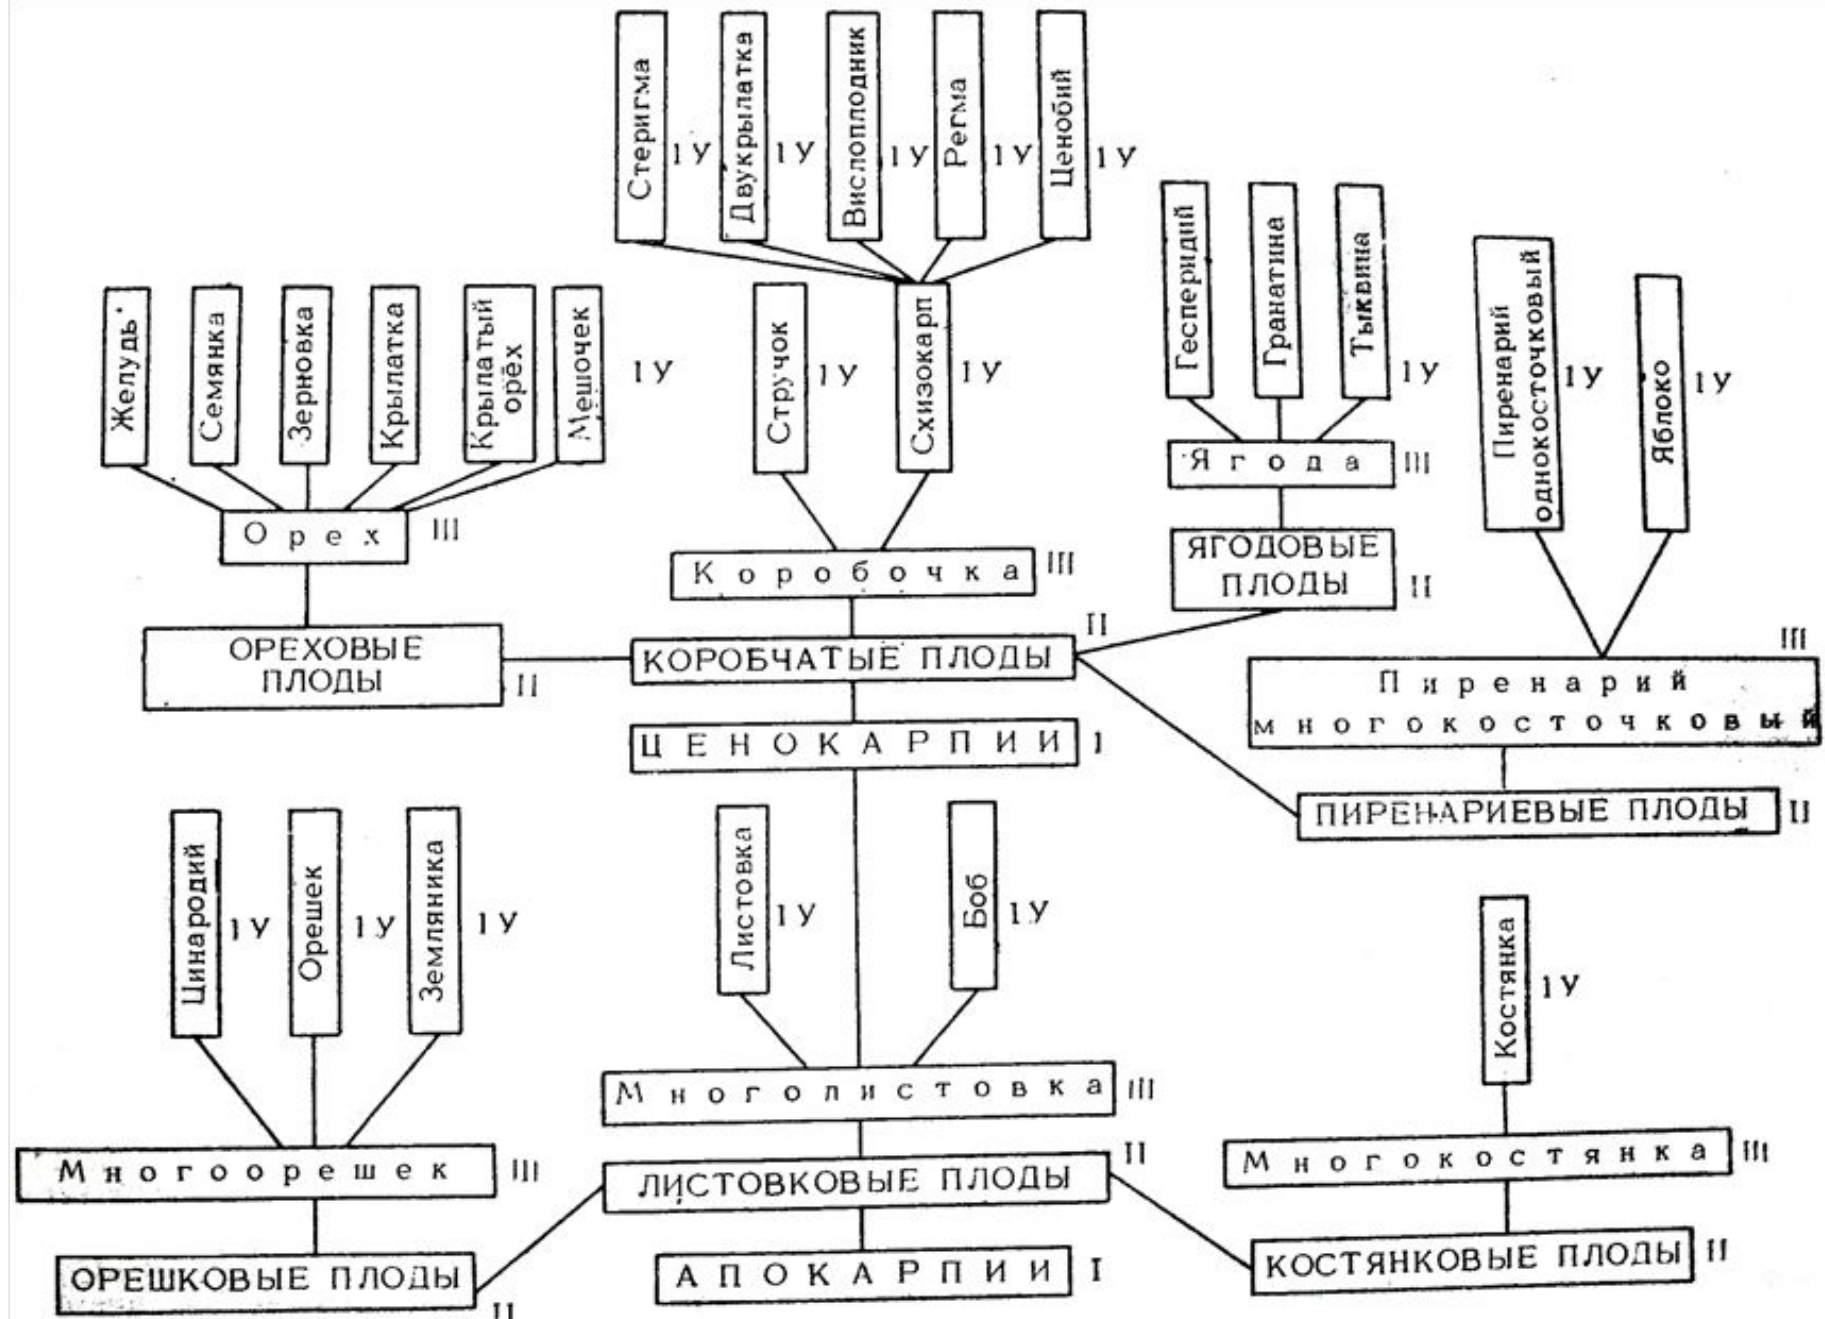 Стеригма
1У
Двукрылатка
1У
Вислоплодник
1У
Регма
1У
Ценобий
1У
Желудь
Семянка
Зерновка
Крылатка
Крылатый
орёх
Мешочек
1У
Стручок
1У
Схизокарп
1У
Гесперидий
Гранатина
Тыквина
1У
Пиренарий
однокосточковый
1У
Яблоко
1У
Орех
III
Коробочка
III
Ягода
III
ЯГОДОВЫЕ
ПЛОДЫ
II
ОРЕХОВЫЕ
ПЛОДЫ
II
КОРОБЧАТЫЕ ПЛОДЫ
II
Пиренарий
многокосточковый
III
ЦЕНОКАРПИИ
I
ПИРЕНАРИЕВЫЕ ПЛОДЫ
II
Цинародий
1У
Орешек
1У
Земляника
1У
Листовка
1У
Боб
1У
Костянка
1У
Многолистовка
III
Многоорешек
III
Многокостянка
III
ЛИСТОВКОВЫЕ ПЛОДЫ
II
ОРЕШКОВЫЕ ПЛОДЫ
II
АПОКАРПИИ
I
КОСТЯНКОВЫЕ ПЛОДЫ
II